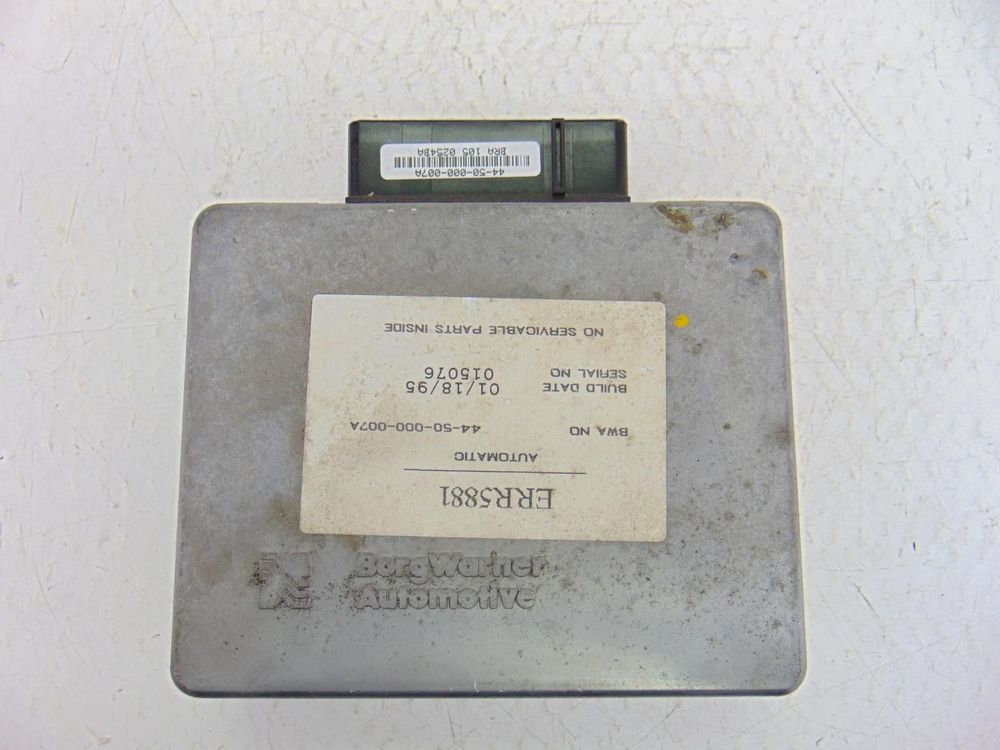 ERR5881
AUTOMATIC
BWA NO 44-50-000-007A
BUILD DATE 01/18/95
SERIAL NO 015076
NO SERVICABLE PARTS INSIDE
44-50-000-007A
BRA 105 0254BA
BorgWarner
Automotive